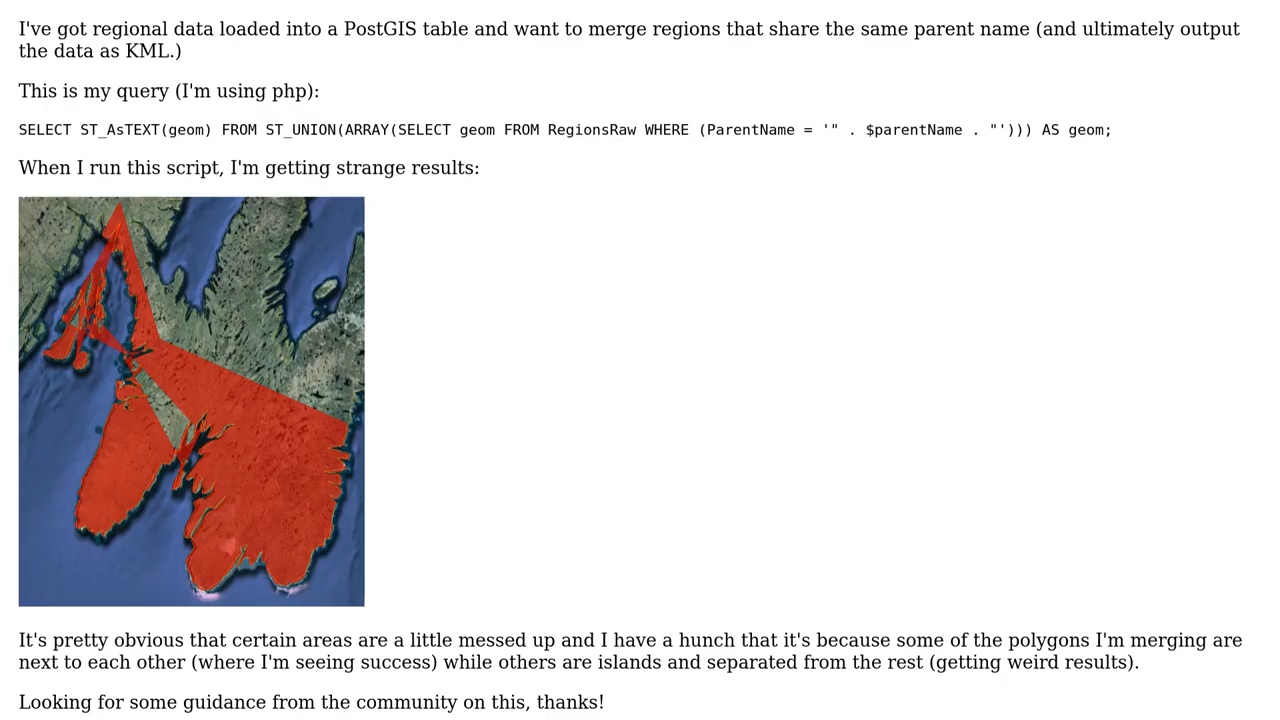 I've got regional data loaded into a PostGIS table and want to merge regions that share the same parent name (and ultimately output
the data as KML.)
This is my query (I'm using php):
SELECT ST_AsTEXT(geom) FROM ST_UNION(ARRAY(SELECT geom FROM RegionsRaw WHERE (ParentName = '" . $parentName . "'))) AS geom;
When I run this script, I'm getting strange results:
It's pretty obvious that certain areas are a little messed up and I have a hunch that it's because some of the polygons I'm merging are
next to each other (where I'm seeing success) while others are islands and separated from the rest (getting weird results).
Looking for some guidance from the community on this, thanks!